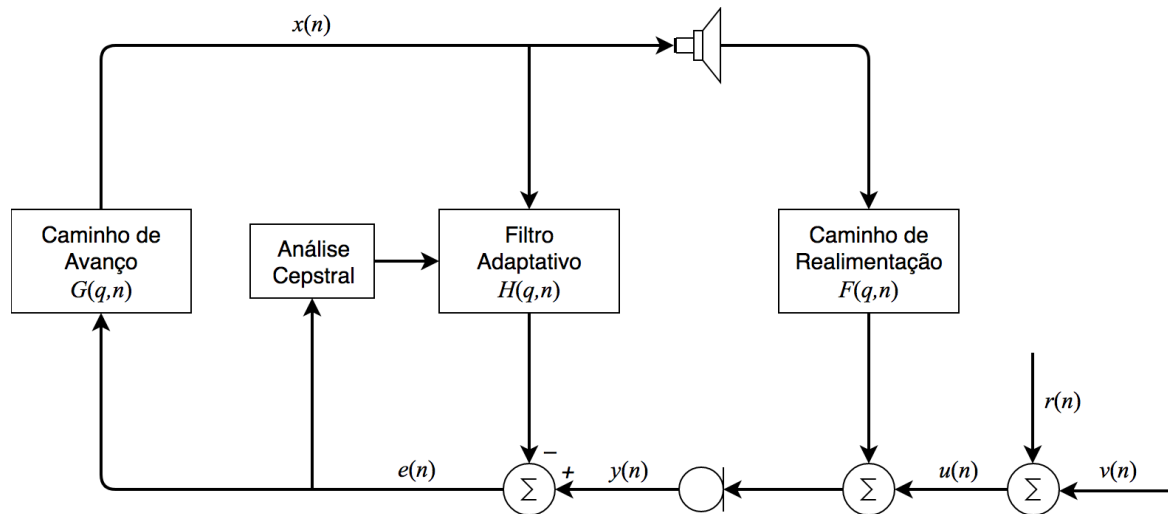 x(n)
Caminho de
Avanço
G(q,n)
Análise
Cepstral
Filtro
Adaptativo
H(q,n)
Caminho de
Realimentação
F(q,n)
r(n)
e(n)
Σ
−
+
y(n)
Σ
u(n)
Σ
v(n)